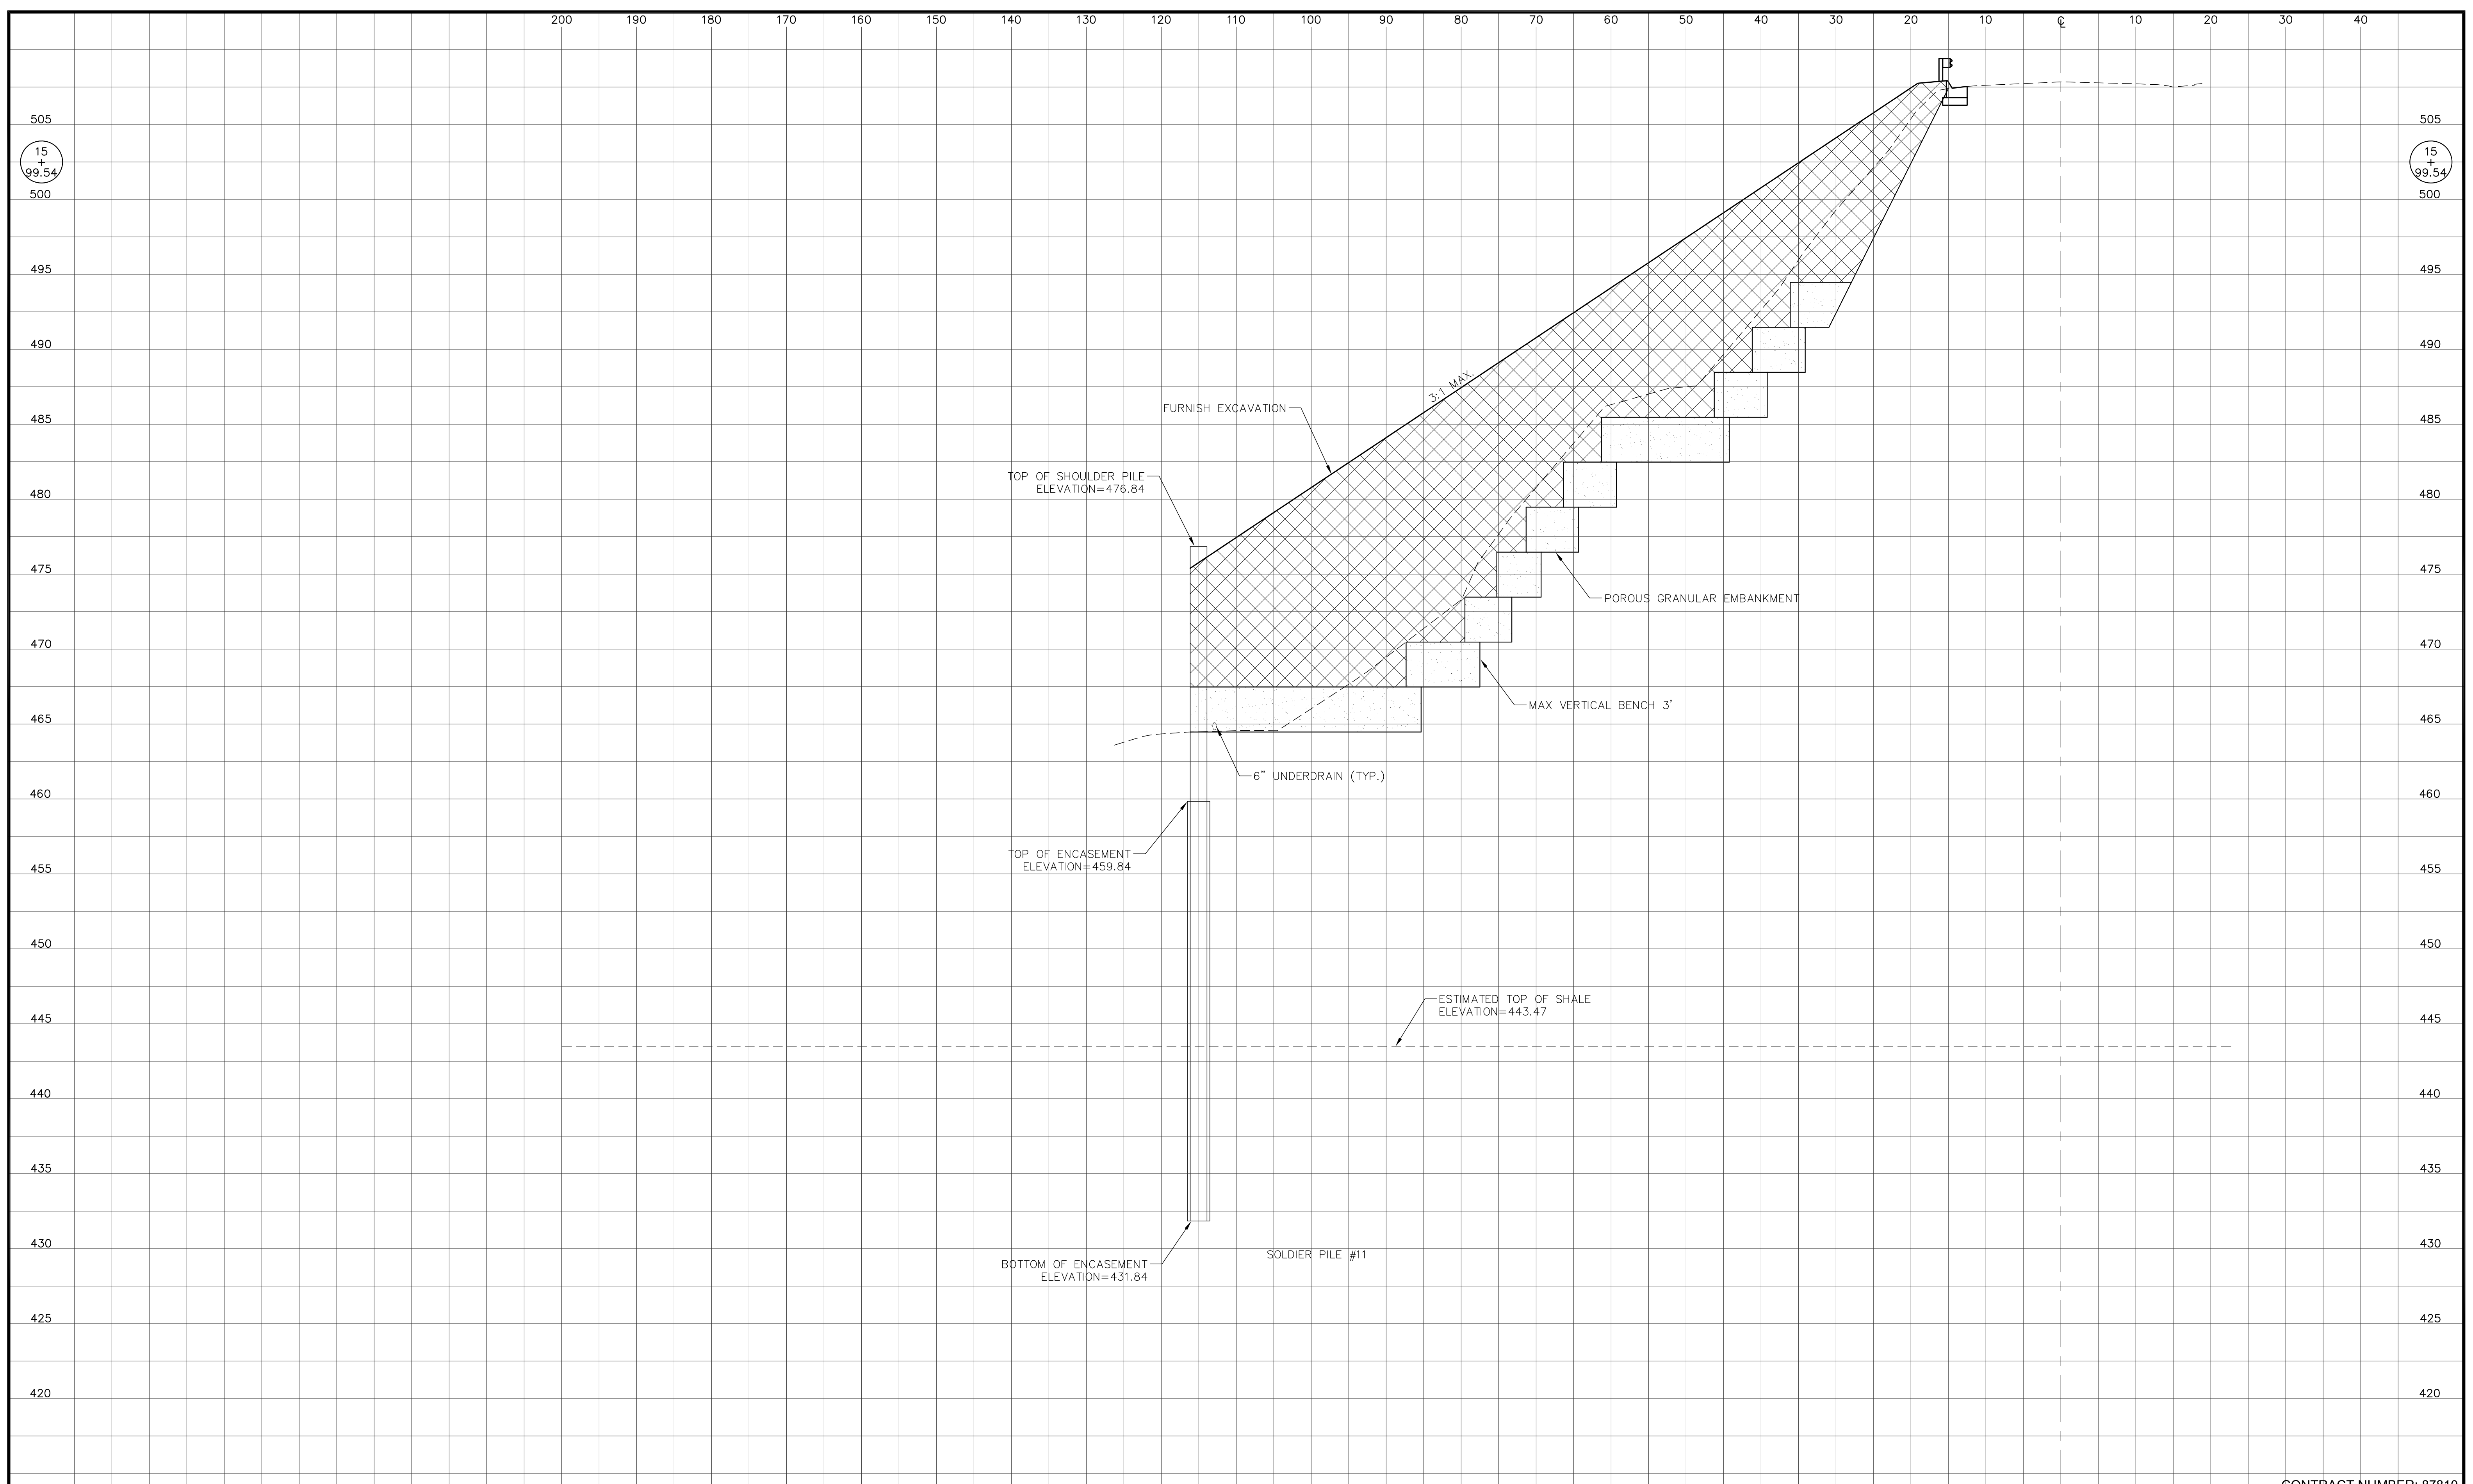 200 190 180 170 160 150 140 130 120 110 100 90 80 70 60 50 40 30 20 10 ℄ 10 20 30 40
505 505
15 15
+ +
99.54 99.54
500 500
495 495
490 490
3:1 MAX.
FURNISH EXCAVATION
485 485
TOP OF SHOULDER PILE
ELEVATION=476.84
480 480
475 475
POROUS GRANULAR EMBANKMENT
470 470
MAX VERTICAL BENCH 3'
465 465
6" UNDERDRAIN (TYP.)
460 460
TOP OF ENCASEMENT
ELEVATION=459.84
455 455
450 450
ESTIMATED TOP OF SHALE
ELEVATION=443.47
445 445
440 440
435 435
430 430
SOLDIER PILE #11
BOTTOM OF ENCASEMENT
ELEVATION=431.84
425 425
420 420
CONTRACT NUMBER: 87810